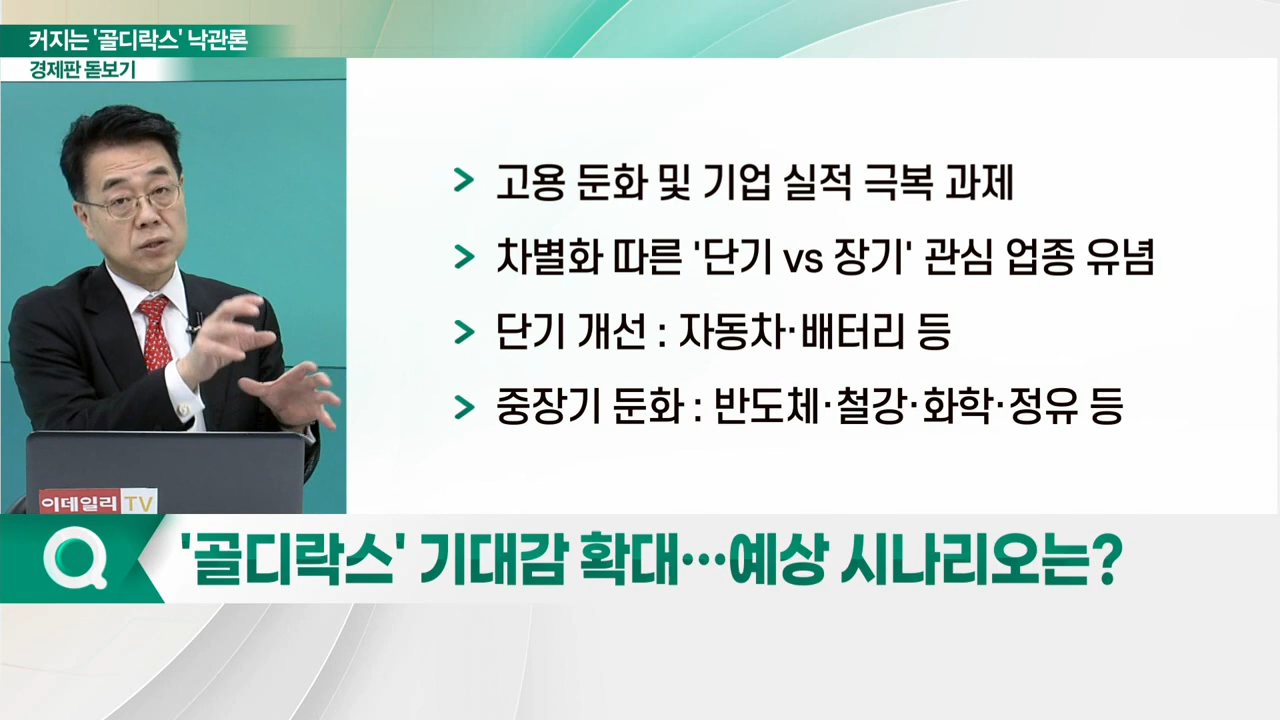 커지는 '골디락스' 낙관론
경제판 돋보기
> 고용 둔화 및 기업 실적 극복 과제
> 차별화 따른 '단기 vs 장기' 관심 업종 유념
> 단기 개선 : 자동차·배터리 등
> 중장기 둔화 : 반도체·철강·화학·정유 등
이데일리 TV
Q '골디락스' 기대감 확대…예상 시나리오는?